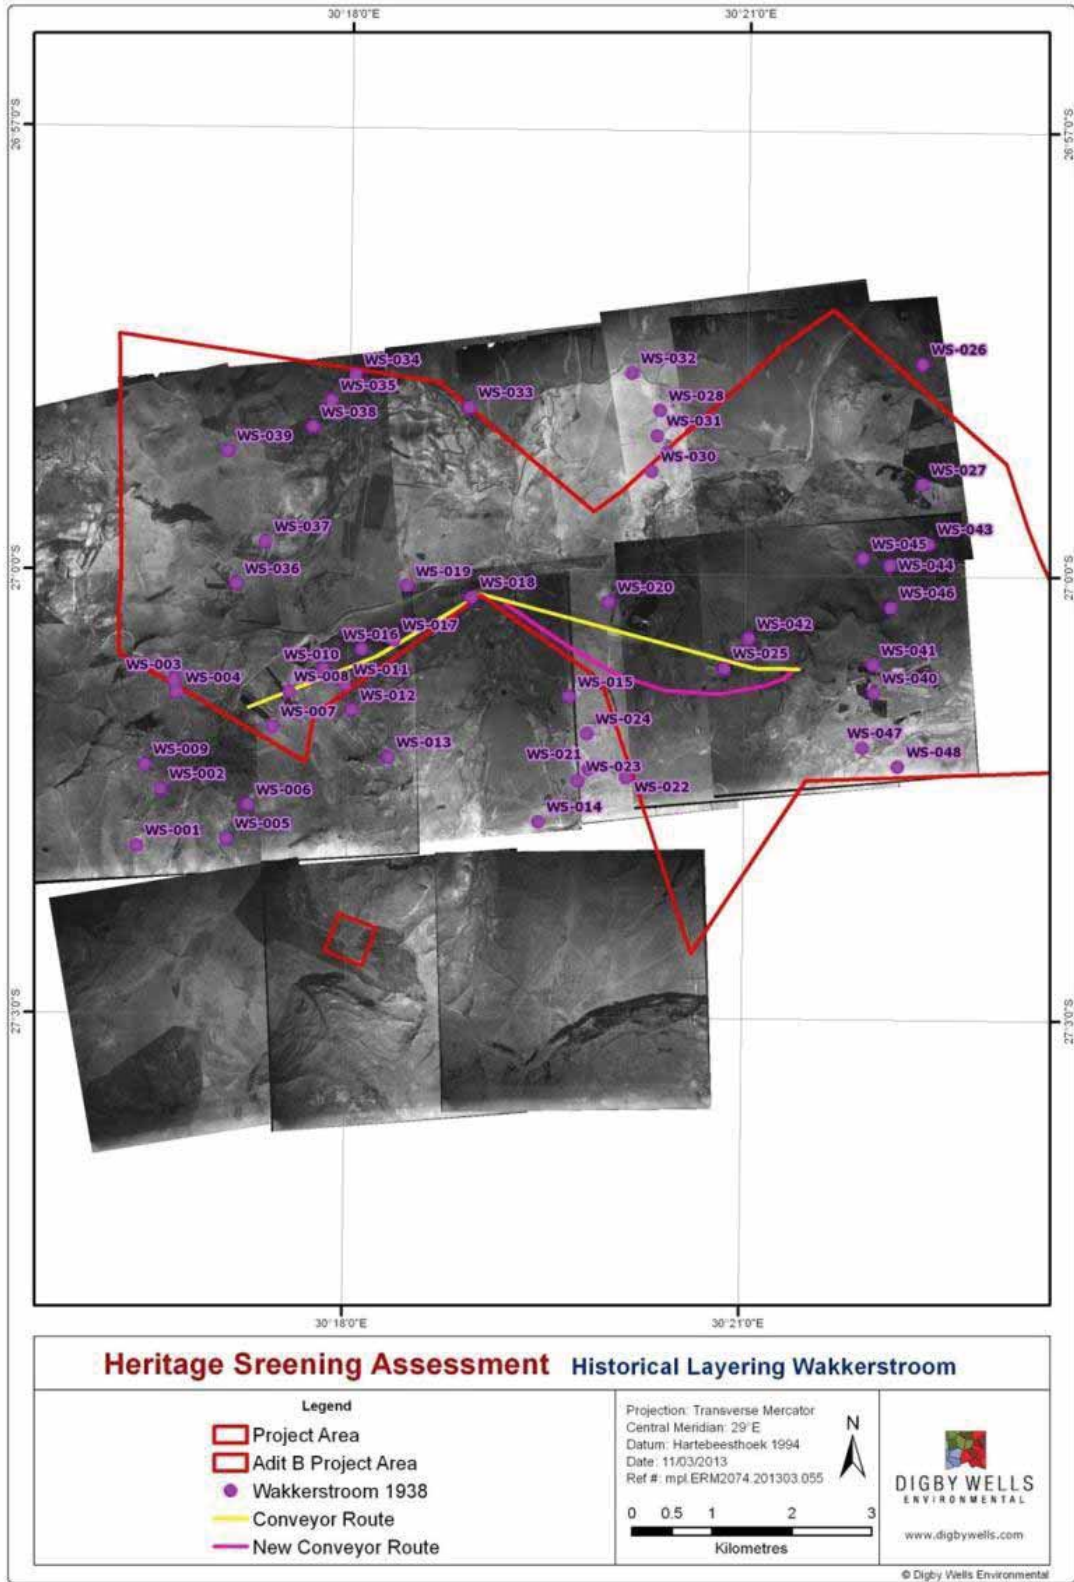 30°18'0"E 30°21'0"E
26°57'0"S 26°57'0"S
WS-034
WS-032
WS-026
WS-035
WS-033
WS-028
WS-038
WS-031
WS-039
WS-030
WS-027
WS-037
WS-043
WS-045
WS-044
27°0'0"S 27°0'0"S
WS-036
WS-019
WS-018
WS-020
WS-046
WS-017
WS-016
WS-042
WS-003
WS-010
WS-011
WS-025
WS-041
WS-004
WS-008
WS-040
WS-015
WS-012
WS-007
WS-024
WS-047
WS-013
WS-021
WS-048
WS-009
WS-023
WS-002
WS-022
WS-006
WS-014
WS-001
WS-005
27°3'0"S 27°3'0"S
30°18'0"E 30°21'0"E
Heritage Sreening Assessment Historical Layering Wakkerstroom
Legend
Project Area
Adit B Project Area
Wakkerstroom 1938
Conveyor Route
New Conveyor Route
Projection: Transverse Mercator
Central Meridian: 29°E
Datum: Hartebeesthoek 1994
Date: 11/03/2013
Ref #: mpl.ERM2074.201303.055
N
0 0.5 1 2 3
Kilometres
DIGBY WELLS
ENVIRONMENTAL
www.digbywells.com
© Digby Wells Environmental